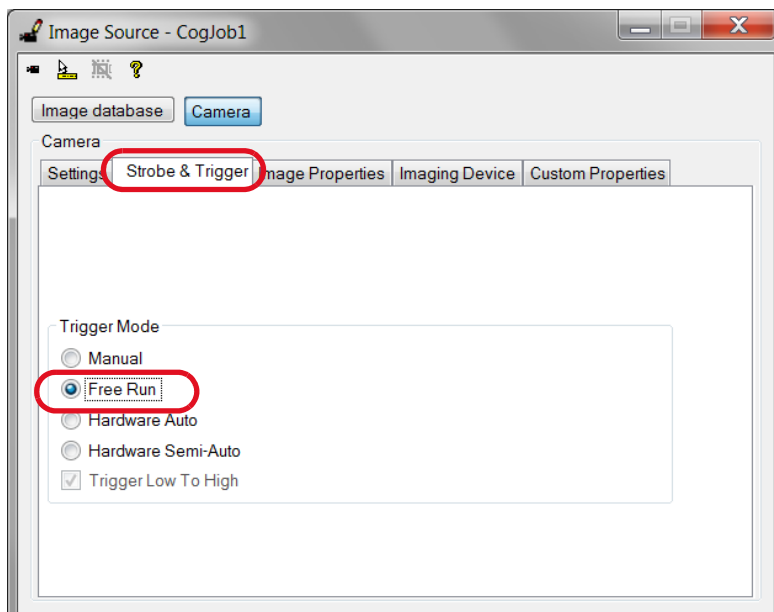 Image Source - CogJob1
Image database
Camera
Camera
Settings
Strobe & Trigger
Image Properties
Imaging Device
Custom Properties
Trigger Mode
Manual
Free Run
Hardware Auto
Hardware Semi-Auto
Trigger Low To High